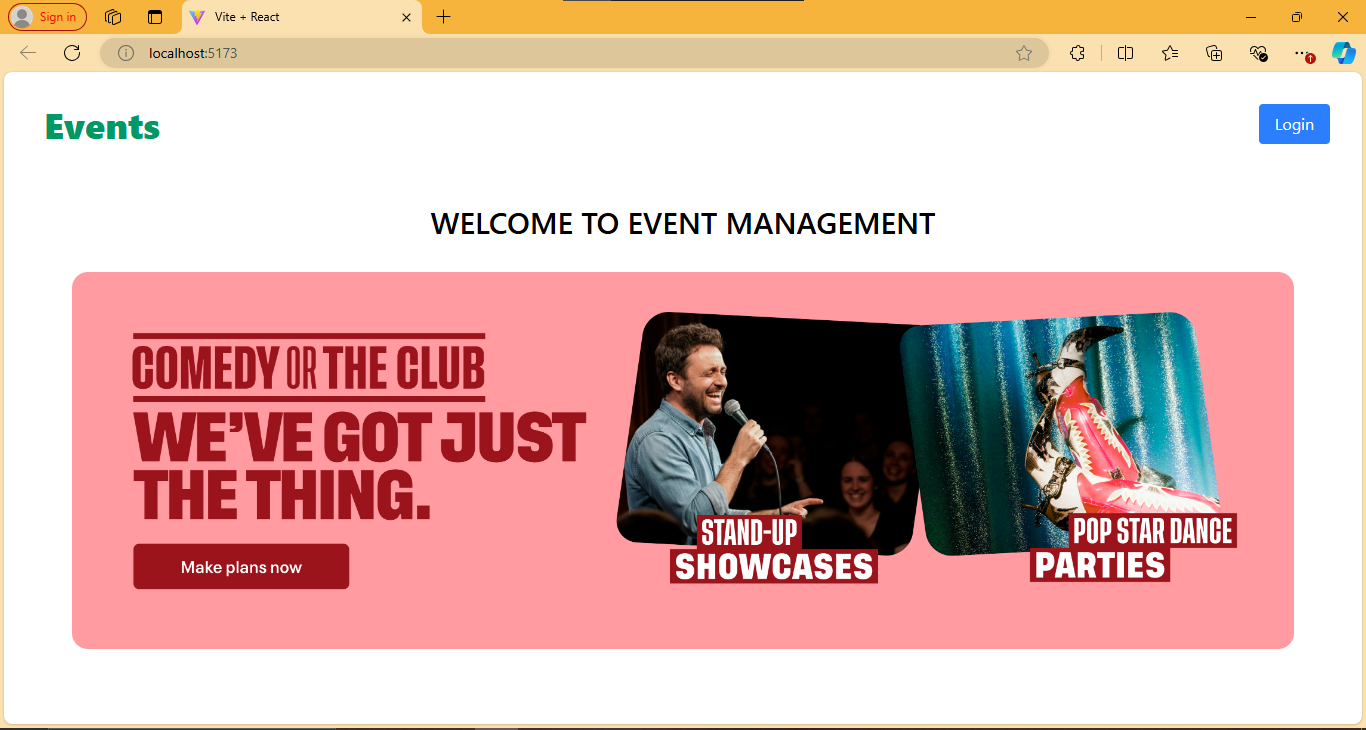 Sign in
Vite + React
localhost:5173
Events
Login
WELCOME TO EVENT MANAGEMENT
COMEDY OR THE CLUB
WE'VE GOT JUST
THE THING.
Make plans now
STAND-UP
SHOWCASES
POP STAR DANCE
PARTIES